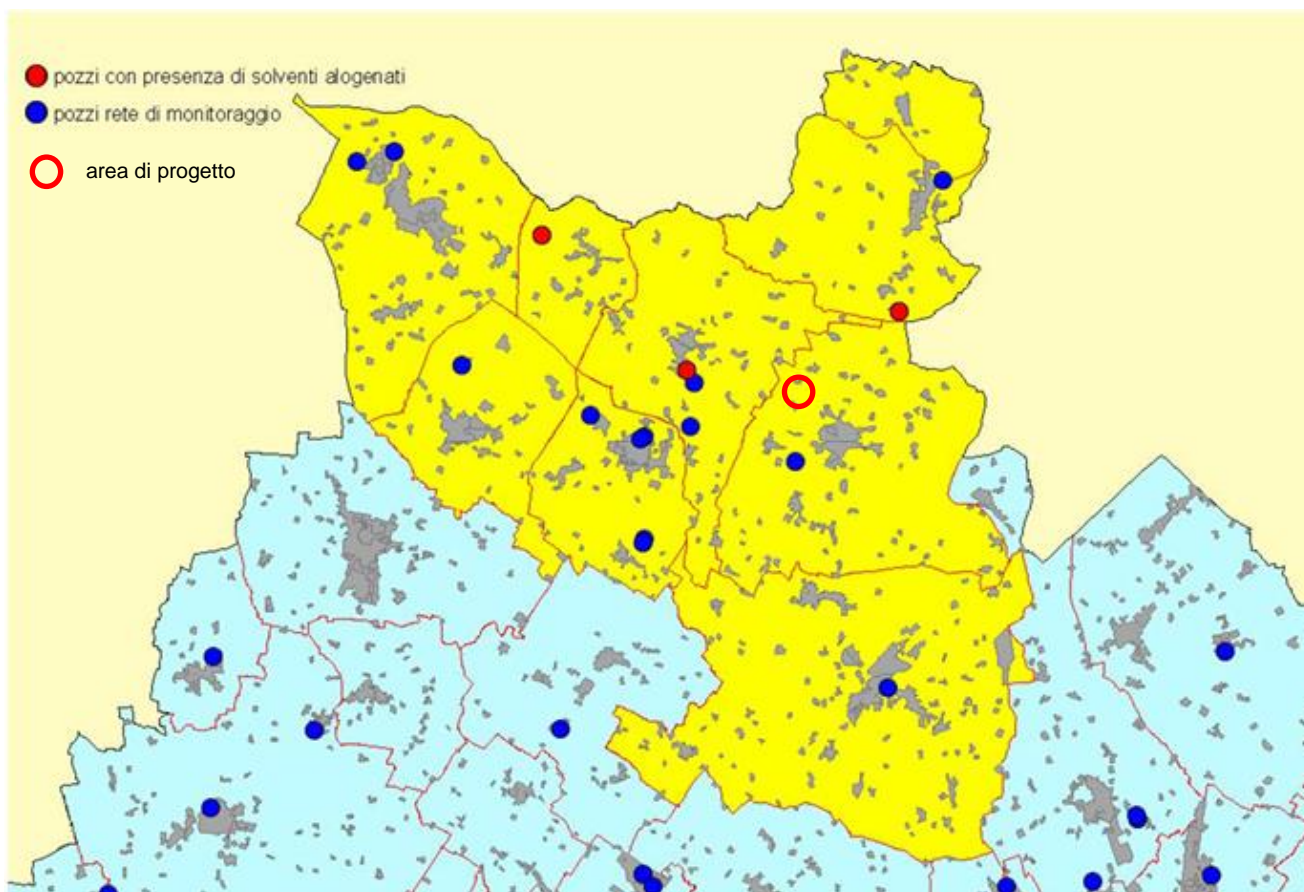 pozzi con presenza di solventi alogenati
pozzi rete di monitoraggio
area di progetto